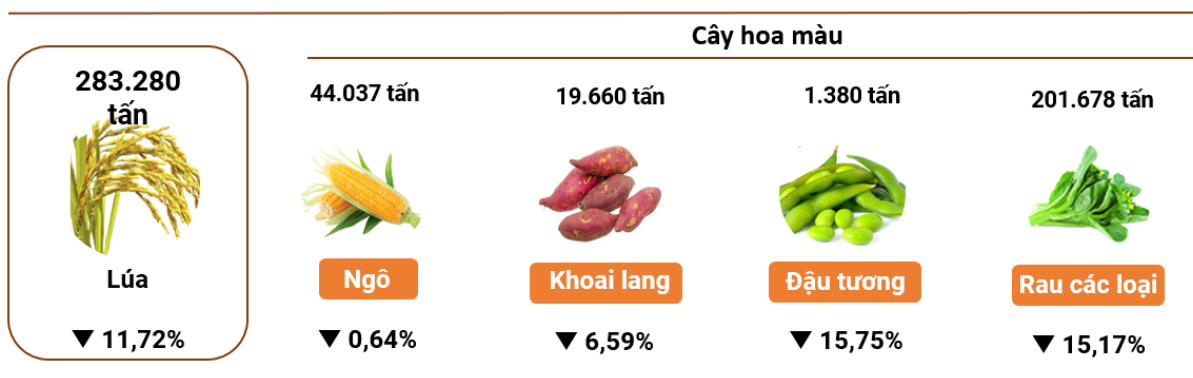 Cây hoa màu
283.280
tấn
Lúa
▼ 11,72%
44.037 tấn
Ngô
▼ 0,64%
19.660 tấn
Khoai lang
▼ 6,59%
1.380 tấn
Đậu tương
▼ 15,75%
201.678 tấn
Rau các loại
▼ 15,17%